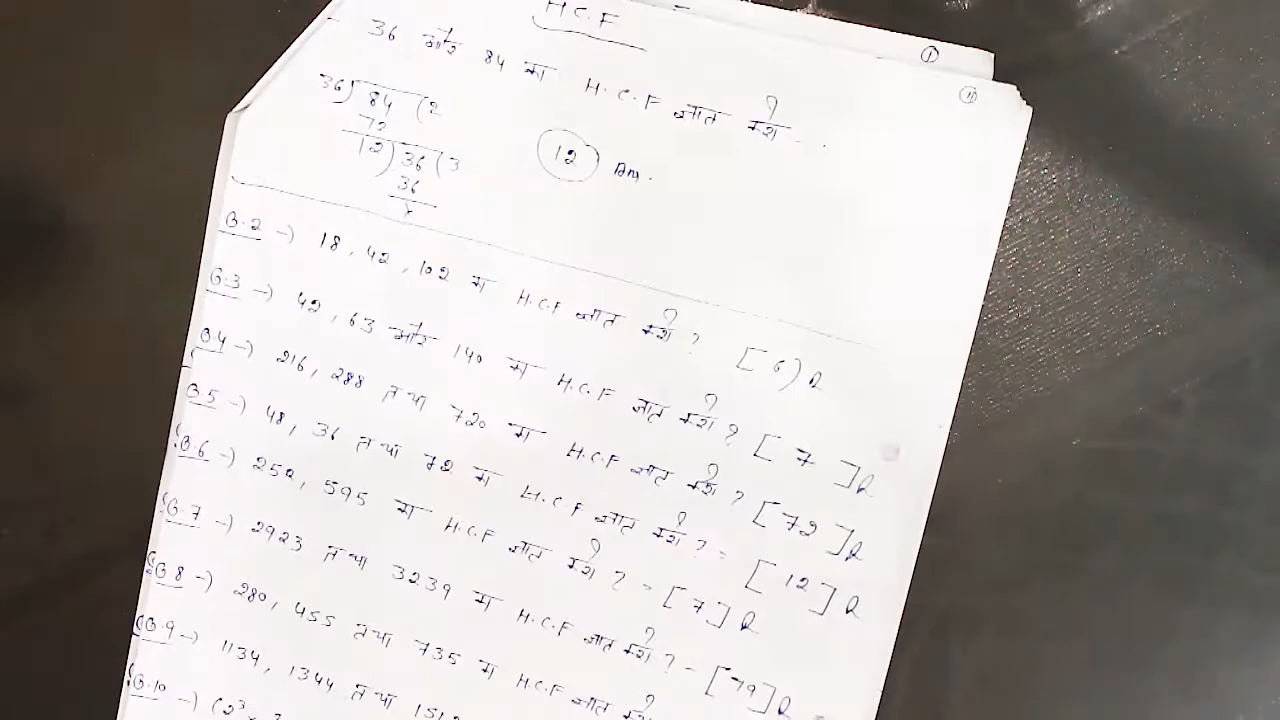 H.C.F
36 और 84 का H.C.F ज्ञात करो
36) 84 (2
72
12) 36 (3
36
x
12 Ans.
Q.2 -) 18, 42, 102 का H.C.F ज्ञात करो ? [6) R
Q.3 -) 42, 63 और 140 का H.C.F ज्ञात करो ? [7] R
Q.4 -) 216, 288 तथा 720 का H.C.F ज्ञात करो ? [72] R
Q.5 -) 48, 36 तथा 72 का H.C.F ज्ञात करो ? = [12] R
Q.6 -) 252, 595 का H.C.F ज्ञात करो ? = [7] R
Q.7 -) 2923 तथा 3239 का H.C.F ज्ञात करो ? - [79] R
Q.8 -) 280, 455 तथा 735 का H.C.F ज्ञात करो
Q.9 -) 1134, 1344 तथा 151
Q.10 -) (2³